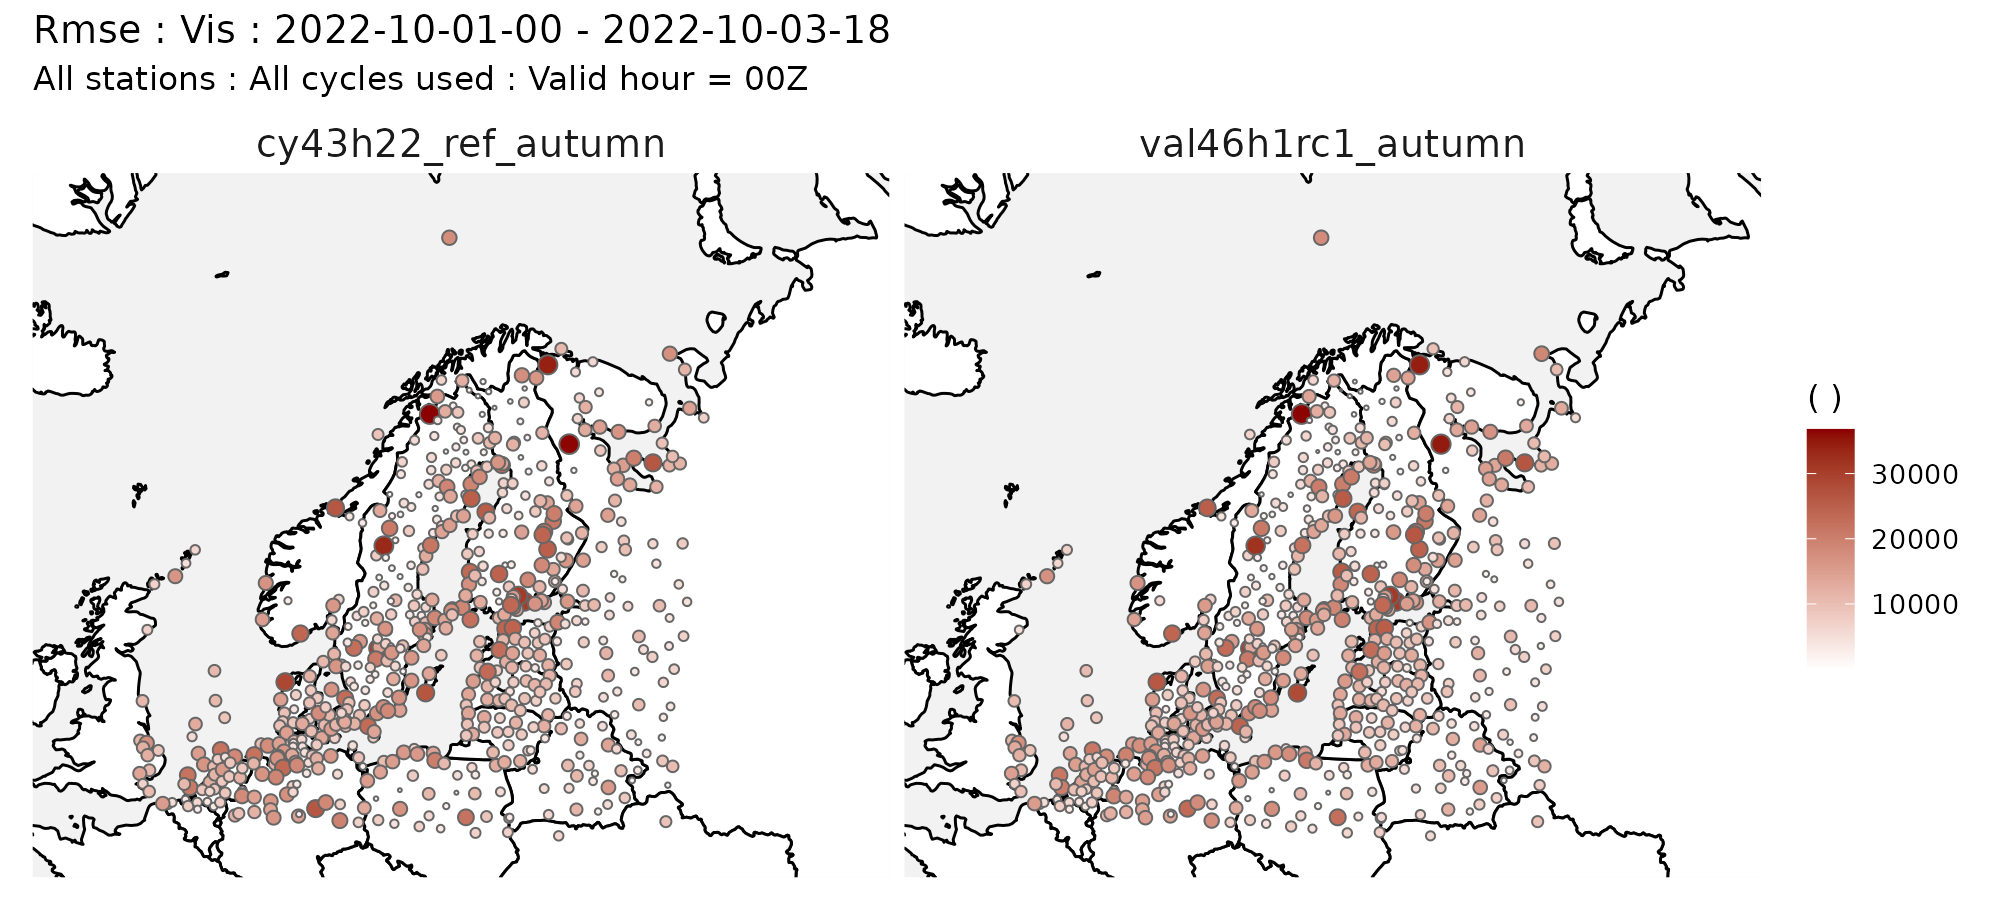 Rmse : Vis : 2022-10-01-00 - 2022-10-03-18
All stations : All cycles used : Valid hour = 00Z
cy43h22_ref_autumn
val46h1rc1_autumn
( )
30000
20000
10000